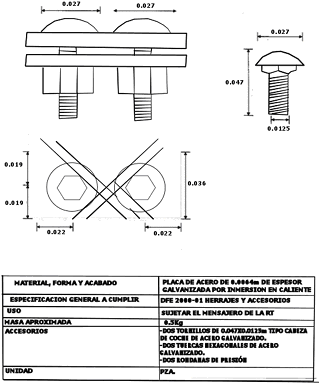 0.027
0.027
0.027
0.047
0.0125
0.019
0.019
0.036
0.022
0.022
MATERIAL, FORMA Y ACABADO
PLACA DE ACERO DE 0.0064m DE ESPESOR
GALVANIZADA POR INMERSION EN CALIENTE
ESPECIFICACION GENERAL A CUMPLIR
DFE 2000-01 HERRAJES Y ACCESORIOS
USO
SUJETAR EL MENSAJERO DE LA RT
MASA APROXIMADA
0.5Kg
ACCESORIOS
-DOS TORNILLOS DE 0.047X0.0125m TIPO CABEZA
DE COCHE DE ACERO GALVANIZADO.
-DOS TUERCAS HEXAGONALES DE ACERO
GALVANIZADO.
-DOS RONDANAS DE PRESIÓN
UNIDAD
PZA.